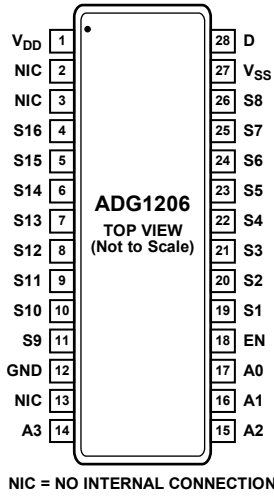 VDD 1 28 D
NIC 2 27 VSS
NIC 3 26 S8
S16 4 25 S7
S15 5 24 S6
S14 6 23 S5
S13 7 22 S4
S12 8 21 S3
S11 9 20 S2
S10 10 19 S1
S9 11 18 EN
GND 12 17 A0
NIC 13 16 A1
A3 14 15 A2
ADG1206
TOP VIEW
(Not to Scale)
NIC = NO INTERNAL CONNECTION